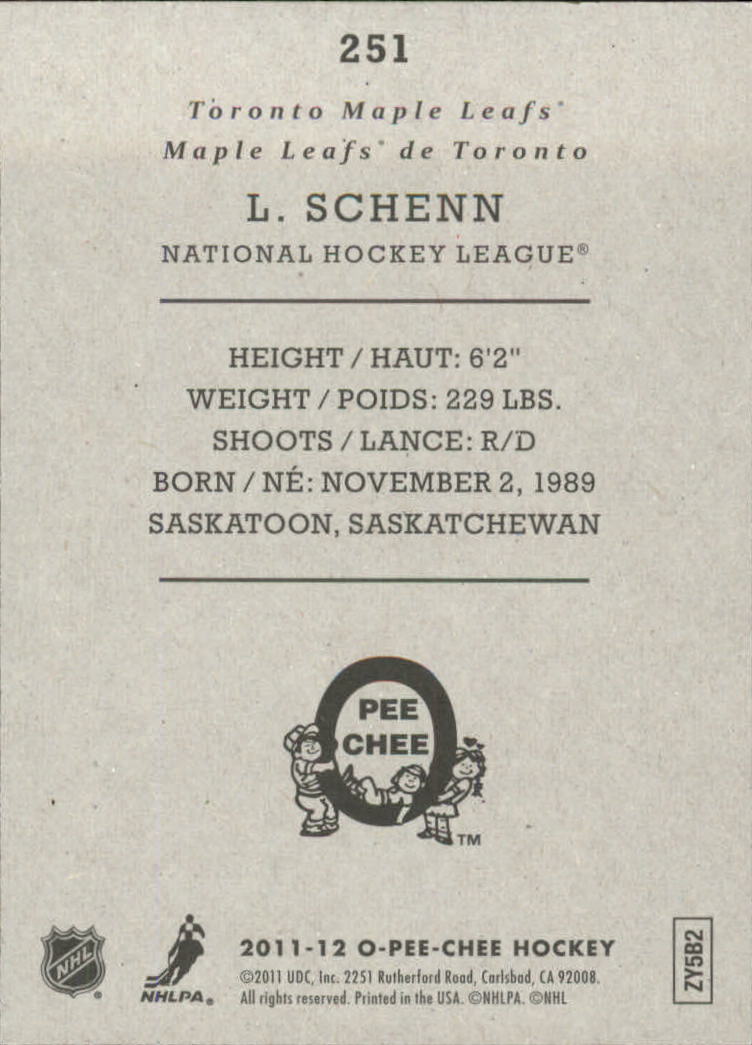 251
Toronto Maple Leafs
Maple Leafs de Toronto
L. SCHENN
NATIONAL HOCKEY LEAGUE®
HEIGHT / HAUT: 6'2"
WEIGHT / POIDS: 229 LBS.
SHOOTS / LANCE: R/D
BORN / NÉ: NOVEMBER 2, 1989
SASKATOON, SASKATCHEWAN
O
PEE
CHEE
TM
NHL
NHLPA®
2011-12 O-PEE-CHEE HOCKEY
©2011 UDC, Inc. 2251 Rutherford Road, Carlsbad, CA 92008.
All rights reserved. Printed in the USA. ©NHLPA. ©NHL
ZY5B2